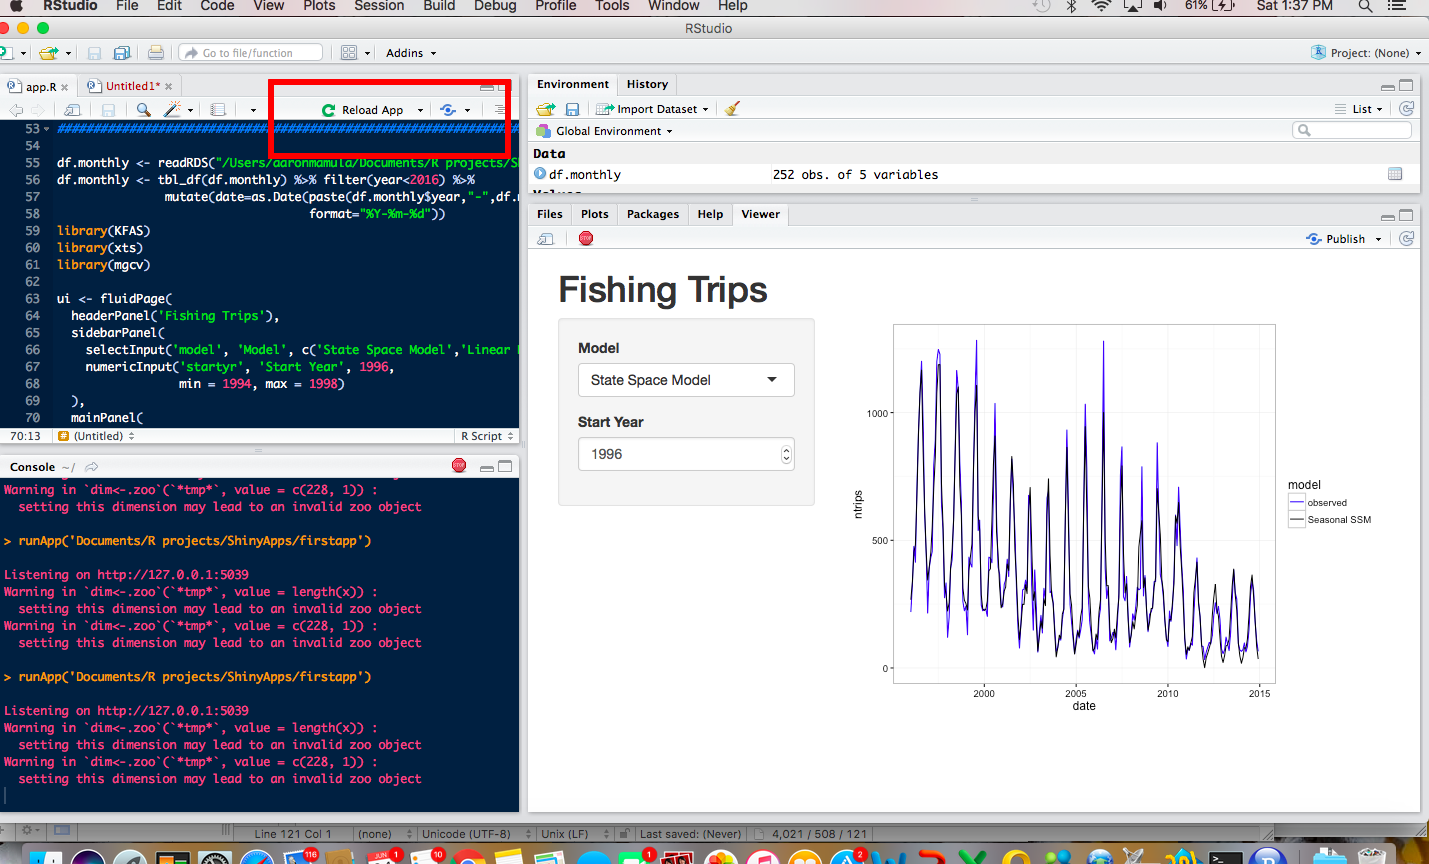 RStudio File Edit Code View Plots Session Build Debug Profile Tools Window Help 61% Sat 1:37 PM
RStudio
Go to file/function Addins Project: (None)
app.R Untitled1*
Reload App
53 ##########
54
55 df.monthly <- readRDS("/Users/aaronmamula/Documents/R projects/S
56 df.monthly <- tbl_df(df.monthly) %>% filter(year<2016) %>%
57 mutate(date=as.Date(paste(df.monthly$year,"-",df.
58 format="%Y-%m-%d"))
59 library(KFAS)
60 library(xts)
61 library(mgcv)
62
63 ui <- fluidPage(
64 headerPanel('Fishing Trips'),
65 sidebarPanel(
66 selectInput('model', 'Model', c('State Space Model','Linear
67 numericInput('startyr', 'Start Year', 1996,
68 min = 1994, max = 1998)
69 ),
70 mainPanel(
70:13 (Untitled) R Script
Console ~/
Warning in `dim<-.zoo`(`*tmp*`, value = c(228, 1)) :
setting this dimension may lead to an invalid zoo object
> runApp('Documents/R projects/ShinyApps/firstapp')
Listening on http://127.0.0.1:5039
Warning in `dim<-.zoo`(`*tmp*`, value = length(x)) :
setting this dimension may lead to an invalid zoo object
Warning in `dim<-.zoo`(`*tmp*`, value = c(228, 1)) :
setting this dimension may lead to an invalid zoo object
> runApp('Documents/R projects/ShinyApps/firstapp')
Listening on http://127.0.0.1:5039
Warning in `dim<-.zoo`(`*tmp*`, value = length(x)) :
setting this dimension may lead to an invalid zoo object
Warning in `dim<-.zoo`(`*tmp*`, value = c(228, 1)) :
setting this dimension may lead to an invalid zoo object
Environment History
Import Dataset List
Global Environment
Data
df.monthly 252 obs. of 5 variables
Values
Files Plots Packages Help Viewer
STOP Publish
Fishing Trips
Model
State Space Model
Start Year
1996
ntrips
1000
500
0
2000 2005 2010 2015
date
model
observed
Seasonal SSM
Line 121 Col 1 (none) Unicode (UTF-8) Unix (LF) Last saved: (Never) 4,021 / 508 / 121
116 JUN 1 10 1 2